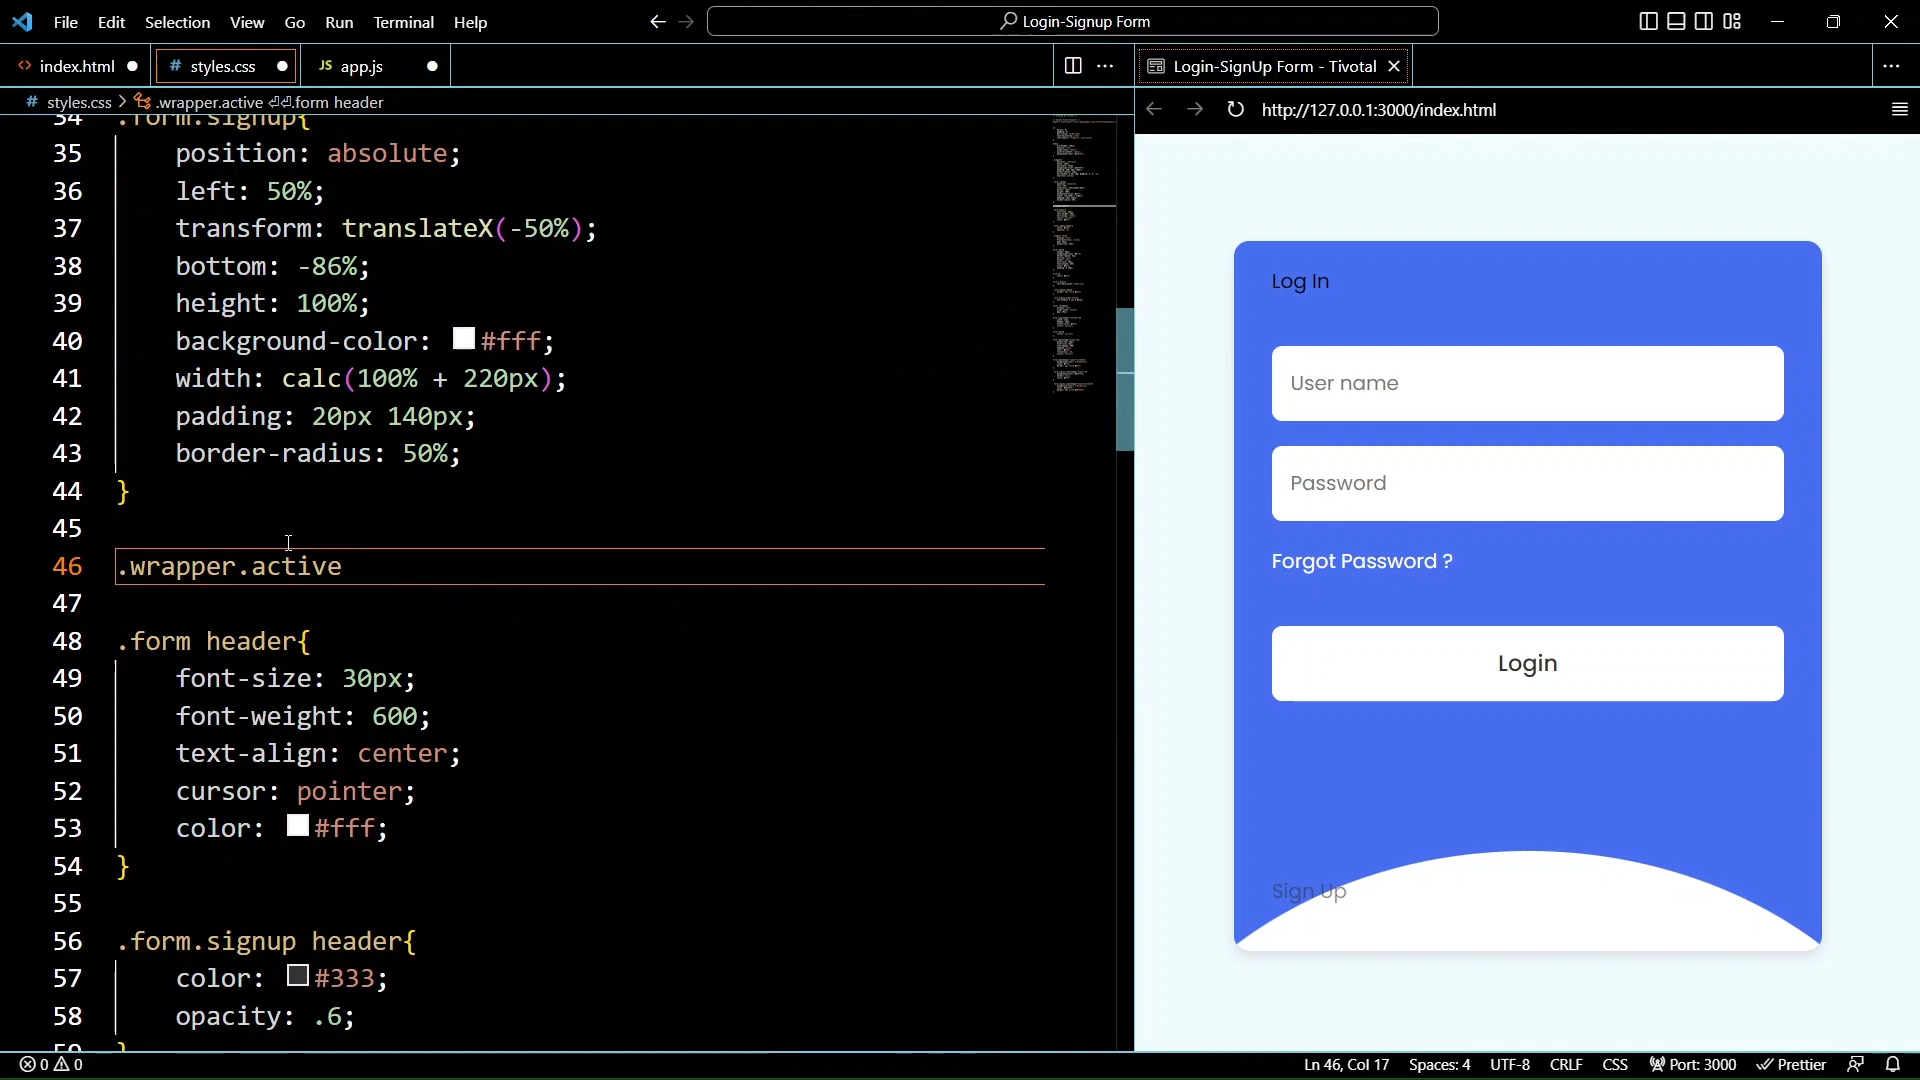 File Edit Selection View Go Run Terminal Help
Login-Signup Form
index.html
# styles.css
JS app.js
Login-SignUp Form - Tivotal
# styles.css > .wrapper.active ⏎⏎.form header
http://127.0.0.1:3000/index.html
34 .form.signup{
35 position: absolute;
36 left: 50%;
37 transform: translateX(-50%);
38 bottom: -86%;
39 height: 100%;
40 background-color: #fff;
41 width: calc(100% + 220px);
42 padding: 20px 140px;
43 border-radius: 50%;
44 }
45
46 .wrapper.active
47
48 .form header{
49 font-size: 30px;
50 font-weight: 600;
51 text-align: center;
52 cursor: pointer;
53 color: #fff;
54 }
55
56 .form.signup header{
57 color: #333;
58 opacity: .6;
59 }
Log In
User name
Password
Forgot Password ?
Login
Sign Up
0 0
Ln 46, Col 17 Spaces: 4 UTF-8 CRLF CSS Port: 3000 Prettier